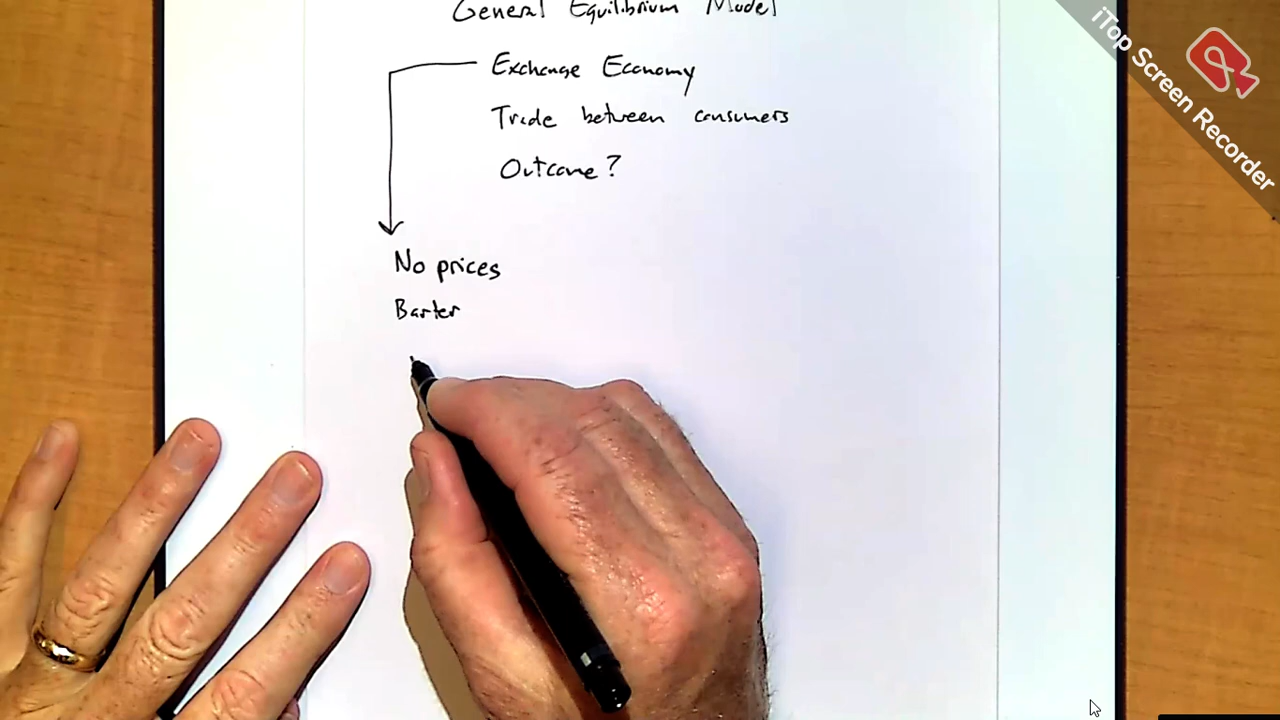 General Equilibrium Model
Exchange Economy
Trade between consumers
Outcome?
No prices
Barter
iTop Screen Recorder